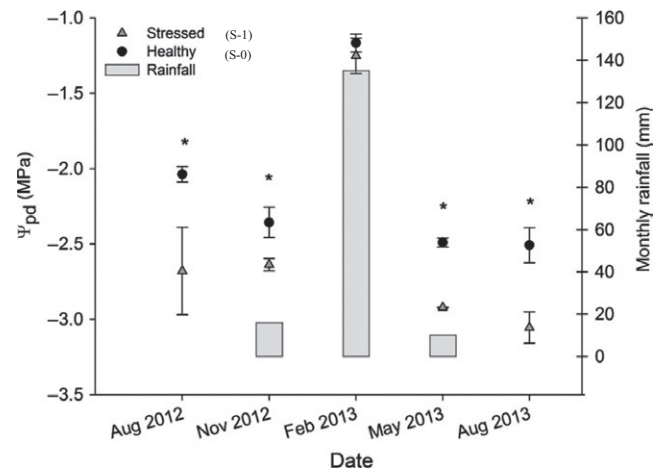 −1.0
−1.5
−2.0
−2.5
−3.0
−3.5
Ψpd (MPa)
Stressed (S-1)
Healthy (S-0)
Rainfall
*
*
*
*
160
140
120
100
80
60
40
20
0
Monthly rainfall (mm)
Aug 2012
Nov 2012
Feb 2013
May 2013
Aug 2013
Date